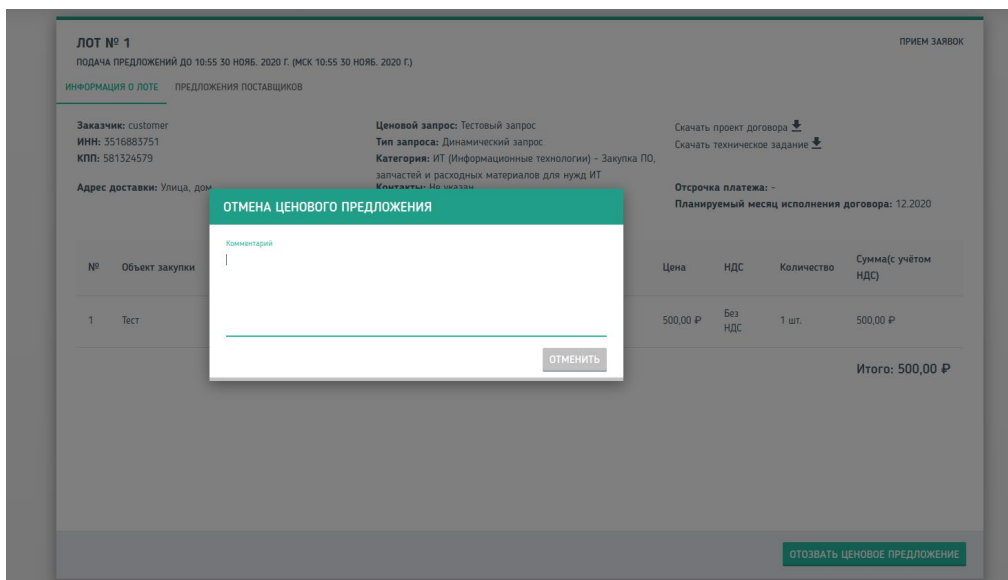 ЛОТ № 1
ПРИЕМ ЗАЯВОК
ПОДАЧА ПРЕДЛОЖЕНИЙ ДО 10:55 30 НОЯБ. 2020 Г. (МСК 10:55 30 НОЯБ. 2020 Г.)
ИНФОРМАЦИЯ О ЛОТЕ ПРЕДЛОЖЕНИЯ ПОСТАВЩИКОВ
Заказчик: customer
ИНН: 3516883751
КПП: 581324579
Адрес доставки: Улица, дом
Ценовой запрос: Тестовый запрос
Тип запроса: Динамический запрос
Категория: ИТ (Информационные технологии) - Закупка ПО,
запчастей и расходных материалов для нужд ИТ
Контакты: Не указан
Скачать проект договора
Скачать техническое задание
Отсрочка платежа: -
Планируемый месяц исполнения договора: 12.2020
ОТМЕНА ЦЕНОВОГО ПРЕДЛОЖЕНИЯ
Комментарий
ОТМЕНИТЬ
№ Объект закупки Цена НДС Количество Сумма(с учётом
НДС)
1 Тест 500,00 ₽ Без
НДС 1 шт. 500,00 ₽
Итого: 500,00 ₽
ОТОЗВАТЬ ЦЕНОВОЕ ПРЕДЛОЖЕНИЕ